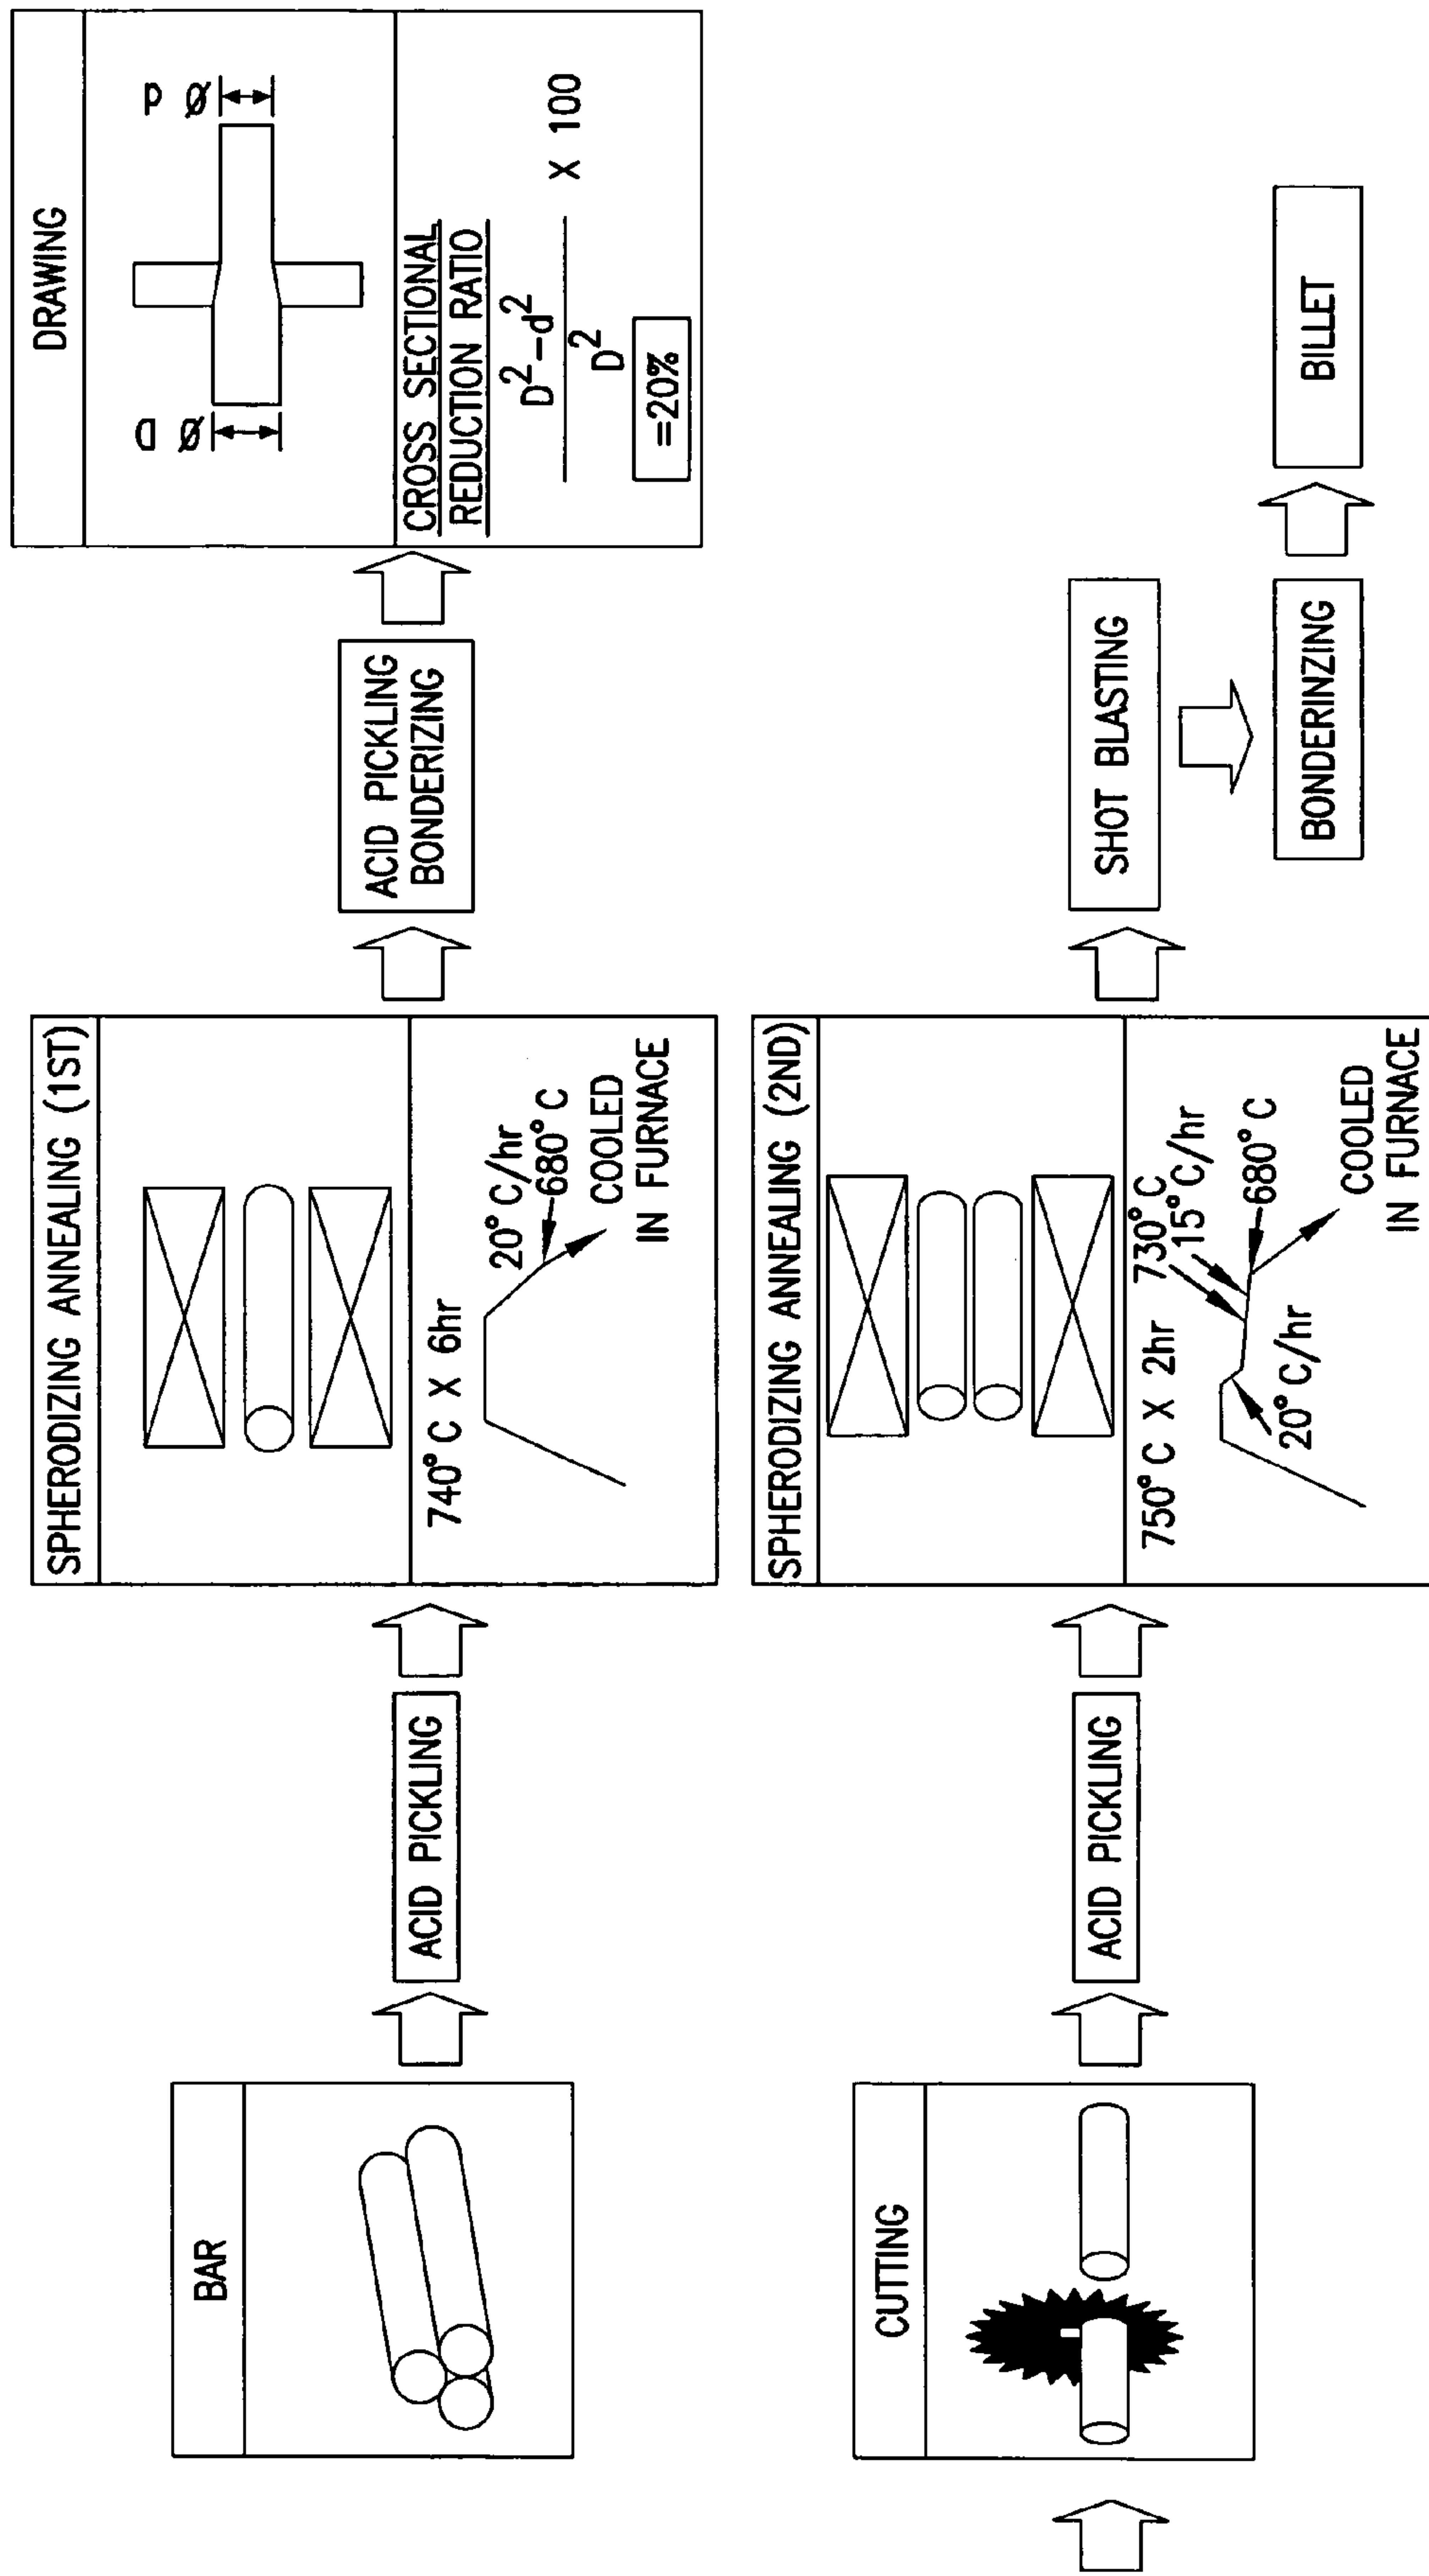 BAR
ACID PICKLING
SPHERODIZING ANNEALING (1ST)
740°C X 6hr
20°C/hr
680°C
COOLED
IN FURNACE
ACID PICKLING
BONDERIZING
DRAWING
Ø D
Ø d
CROSS SECTIONAL
REDUCTION RATIO
D²-d²
D²
X 100
=20%
CUTTING
ACID PICKLING
SPHERODIZING ANNEALING (2ND)
750°C X 2hr
730°C
15°C/hr
20°C/hr
680°C
COOLED
IN FURNACE
SHOT BLASTING
BONDERINZING
BILLET